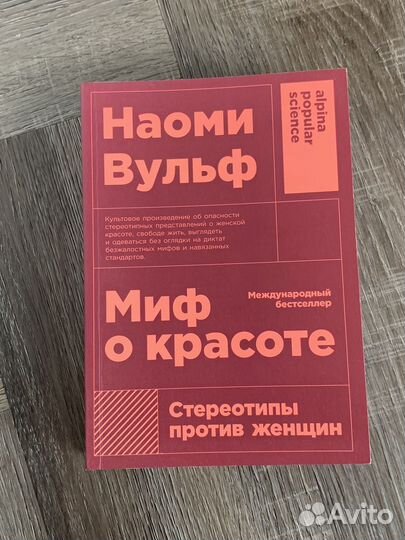 Наоми
Вульф
alpina
popular
science
Культовое произведение об опасности
стереотипных представлений о женской
красоте, свободе жить, выглядеть
и одеваться без оглядки на диктат
безжалостных мифов и навязанных
стандартов.
Международный
бестселлер
Миф
о красоте
Стереотипы
против женщин
Avito